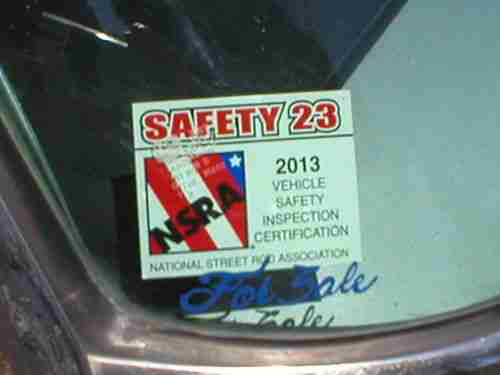 SAFETY 23
NSRA
2013
VEHICLE
SAFETY
INSPECTION
CERTIFICATION
NATIONAL STREET ROD ASSOCIATION
For Sale